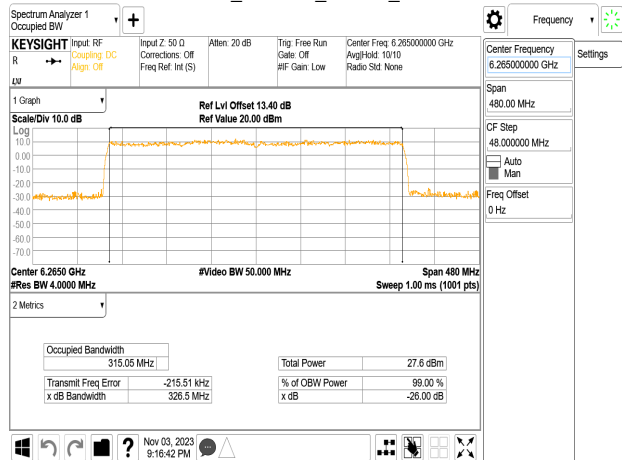 Spectrum Analyzer 1
Occupied BW
Frequency
KEYSIGHT
R
Input: RF
Coupling: DC
Align: Off
Input Z: 50 Ω
Corrections: Off
Freq Ref: Int (S)
Atten: 20 dB
Trig: Free Run
Gate: Off
#IF Gain: Low
Center Freq: 6.265000000 GHz
Avg|Hold: 10/10
Radio Std: None
Center Frequency
6.265000000 GHz
Settings
Span
480.00 MHz
CF Step
48.000000 MHz
Auto
Man
Freq Offset
0 Hz
1 Graph
Scale/Div 10.0 dB
Ref Lvl Offset 13.40 dB
Ref Value 20.00 dBm
Log
10.0
0.00
-10.0
-20.0
-30.0
-40.0
-50.0
-60.0
-70.0
Center 6.2650 GHz
#Video BW 50.000 MHz
Span 480 MHz
#Res BW 4.0000 MHz
Sweep 1.00 ms (1001 pts)
2 Metrics
Occupied Bandwidth
315.05 MHz
Total Power 27.6 dBm
Transmit Freq Error -215.51 kHz
% of OBW Power 99.00 %
x dB Bandwidth 326.5 MHz
x dB -26.00 dB
?
Nov 03, 2023
9:16:42 PM